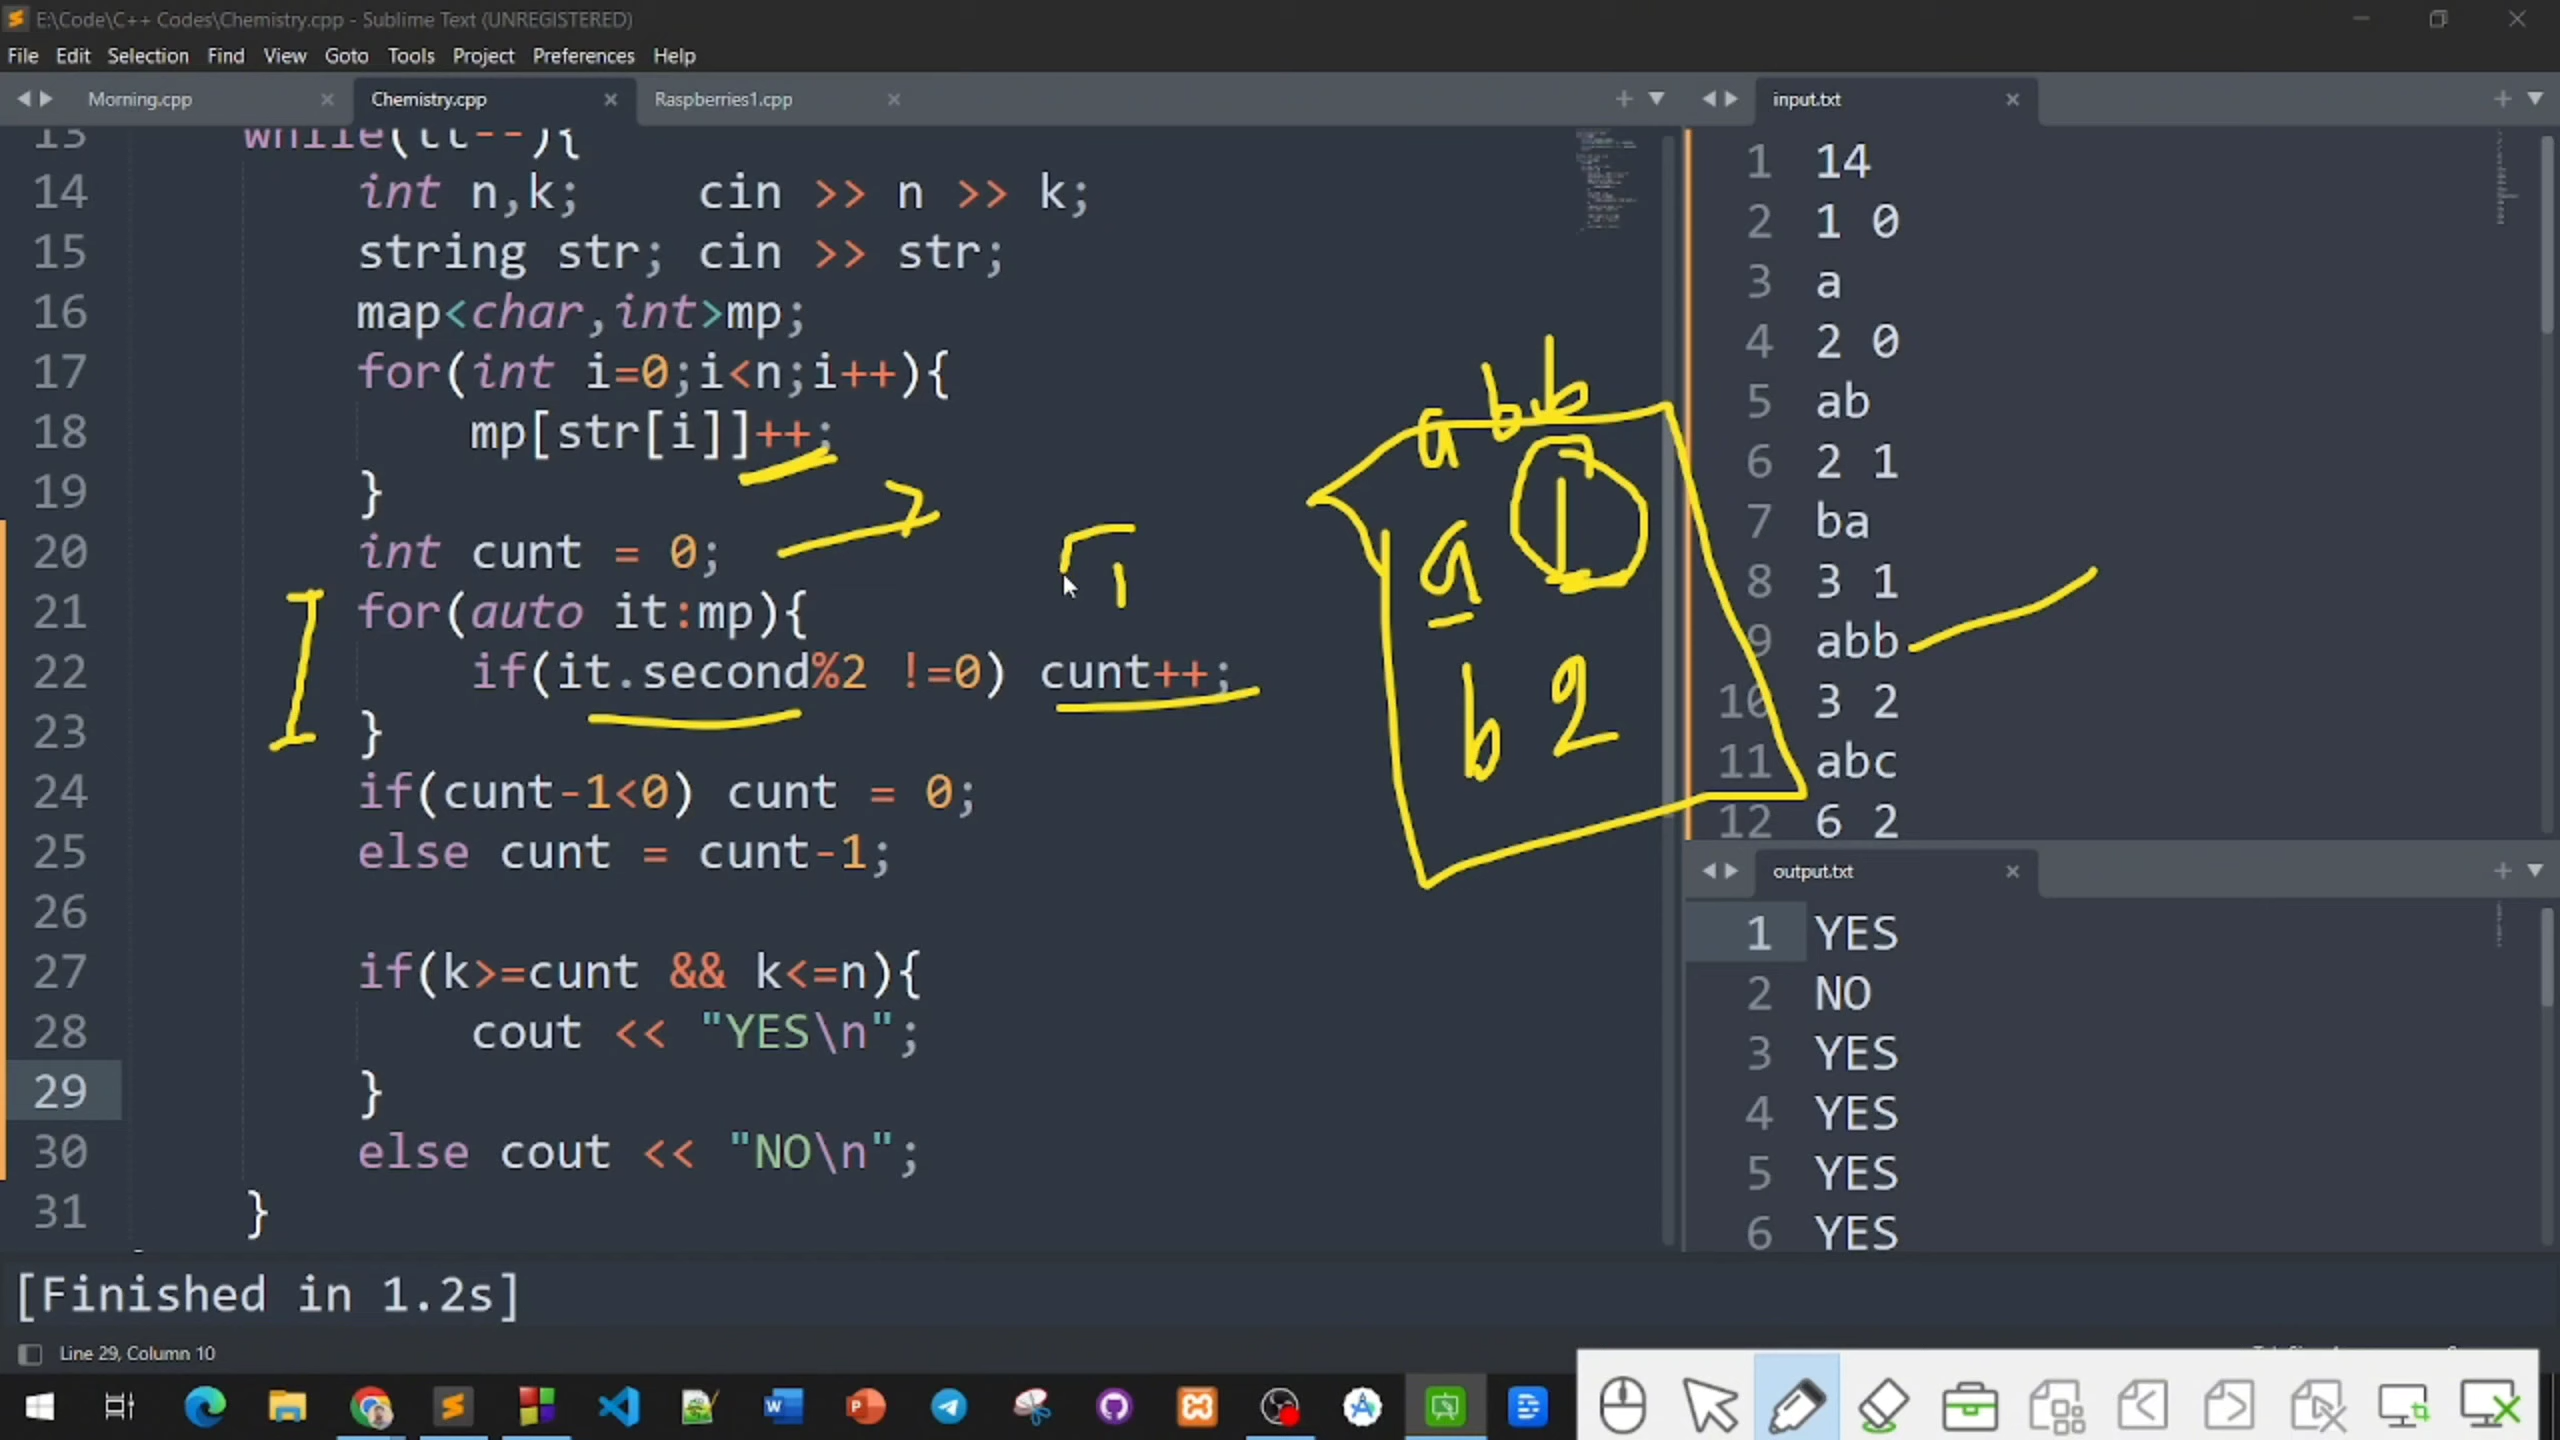 E:\Code\C++ Codes\Chemistry.cpp - Sublime Text (UNREGISTERED)
File Edit Selection Find View Goto Tools Project Preferences Help
Morning.cpp Chemistry.cpp Raspberries1.cpp
13 while(tt--){
14 int n,k; cin >> n >> k;
15 string str; cin >> str;
16 map<char,int>mp;
17 for(int i=0;i<n;i++){
18 mp[str[i]]++;
19 }
20 int cunt = 0;
21 for(auto it:mp){
22 if(it.second%2 !=0) cunt++;
23 }
24 if(cunt-1<0) cunt = 0;
25 else cunt = cunt-1;
26
27 if(k>=cunt && k<=n){
28 cout << "YES\n";
29 }
30 else cout << "NO\n";
31 }
1
a b b
a 1
b 2
input.txt
1 14
2 1 0
3 a
4 2 0
5 ab
6 2 1
7 ba
8 3 1
9 abb
10 3 2
11 abc
12 6 2
output.txt
1 YES
2 NO
3 YES
4 YES
5 YES
6 YES
[Finished in 1.2s]
Line 29, Column 10